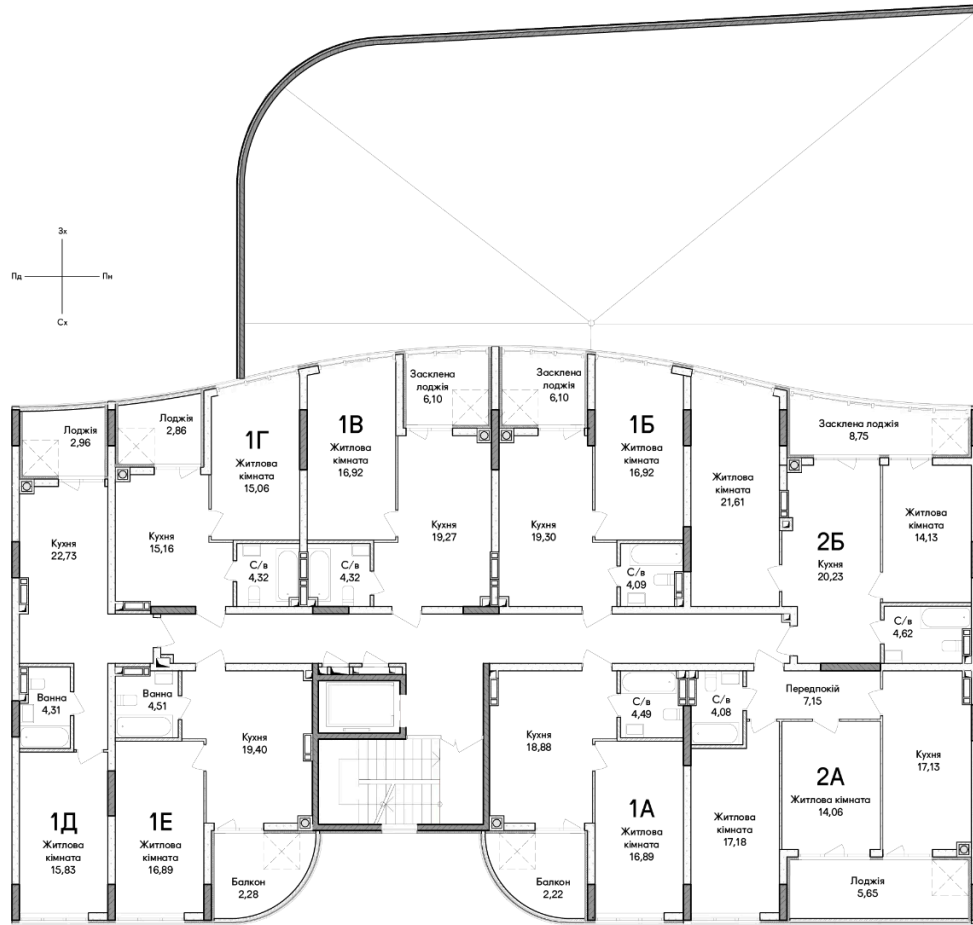 Зх
Пд
Пн
Сх
Лоджія
2,96
Лоджія
2,86
1Г
Житлова
кімната
15,06
1В
Житлова
кімната
16,92
Засклена
лоджія
6,10
Засклена
лоджія
6,10
1Б
Житлова
кімната
16,92
Житлова
кімната
21,61
Засклена лоджія
8,75
Кухня
22,73
Кухня
15,16
С/в
4,32
С/в
4,32
Кухня
19,27
Кухня
19,30
С/в
4,09
2Б
Кухня
20,23
Житлова
кімната
14,13
С/в
4,62
Ванна
4,31
Ванна
4,51
Кухня
19,40
Кухня
18,88
С/в
4,49
С/в
4,08
Передпокій
7,15
Кухня
17,13
1Д
Житлова
кімната
15,83
1Е
Житлова
кімната
16,89
Балкон
2,28
Балкон
2,22
1А
Житлова
кімната
16,89
Житлова
кімната
17,18
2А
Житлова кімната
14,06
Лоджія
5,65